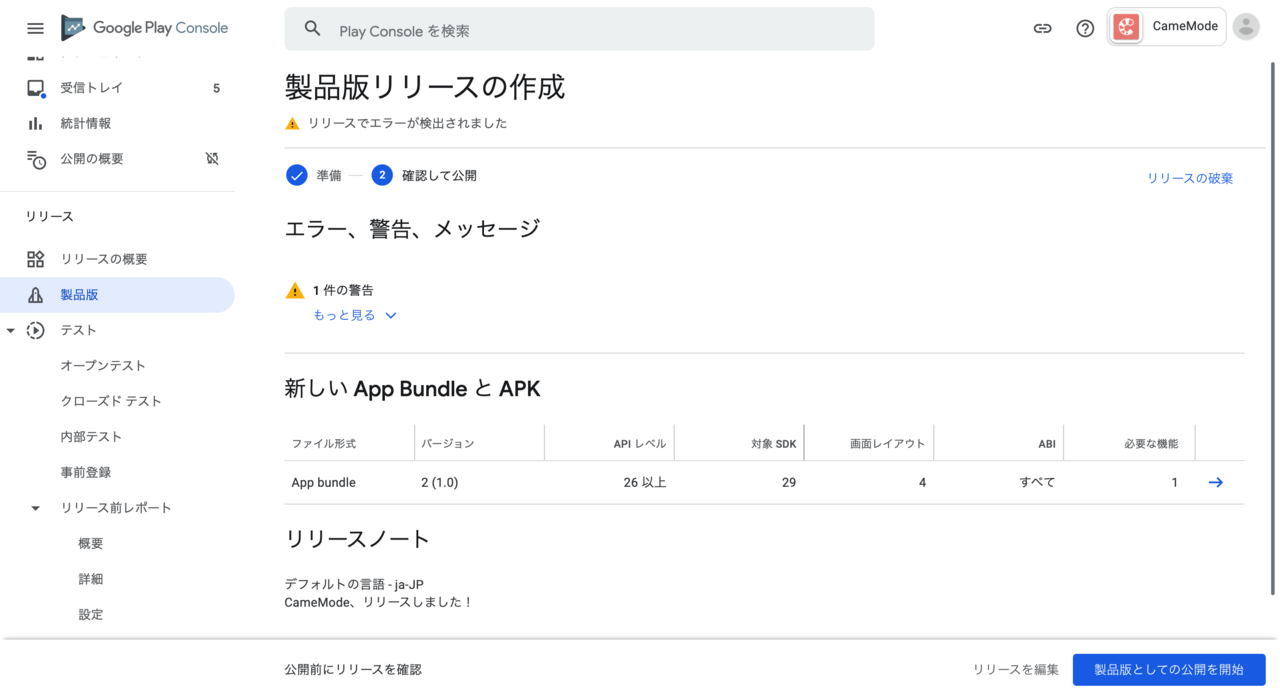 Google Play Console
Play Console を検索
CameMode
受信トレイ 5
統計情報
公開の概要
リリース
リリースの概要
製品版
テスト
オープンテスト
クローズド テスト
内部テスト
事前登録
リリース前レポート
概要
詳細
設定
製品版リリースの作成
リリースでエラーが検出されました
準備
2 確認して公開
リリースの破棄
エラー、警告、メッセージ
1 件の警告
もっと見る
新しい App Bundle と APK
ファイル形式 バージョン API レベル 対象 SDK 画面レイアウト ABI 必要な機能
App bundle 2 (1.0) 26 以上 29 4 すべて 1
リリースノート
デフォルトの言語 - ja-JP
CameMode、リリースしました！
公開前にリリースを確認
リリースを編集
製品版としての公開を開始